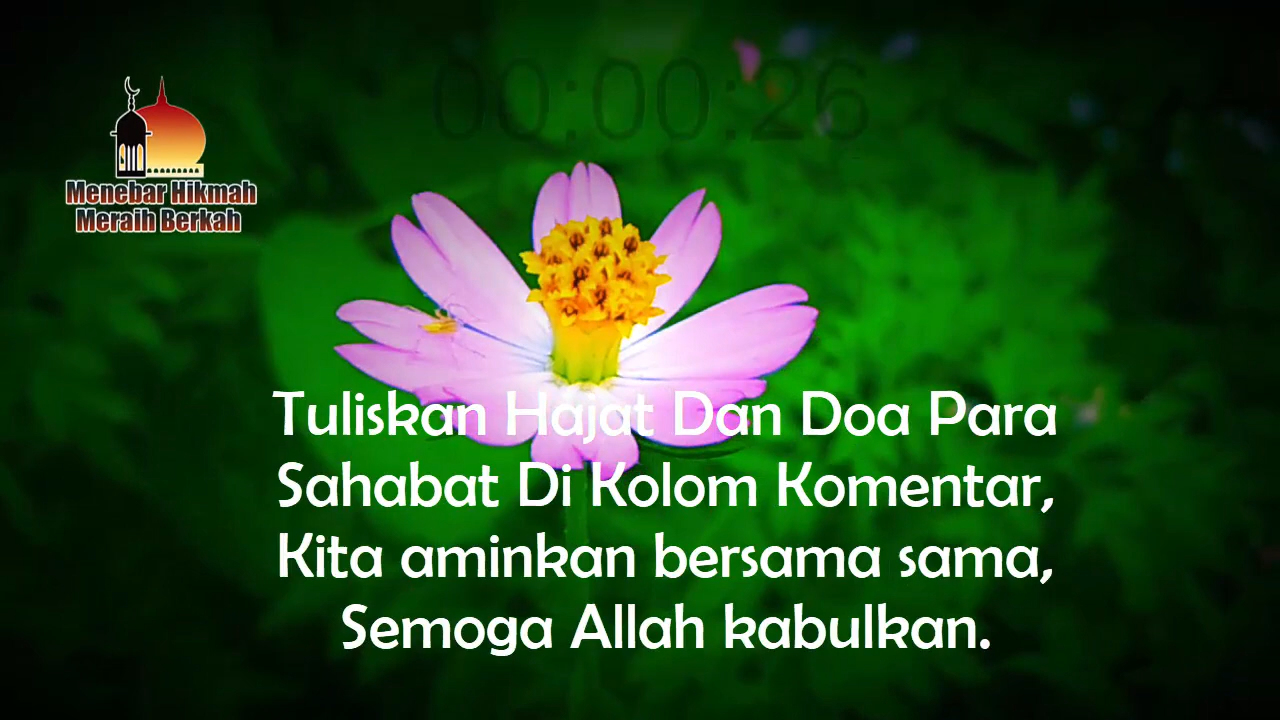 00:00:26
Menebar Hikmah
Meraih Berkah
Tuliskan Hajat Dan Doa Para
Sahabat Di Kolom Komentar,
Kita aminkan bersama sama,
Semoga Allah kabulkan.